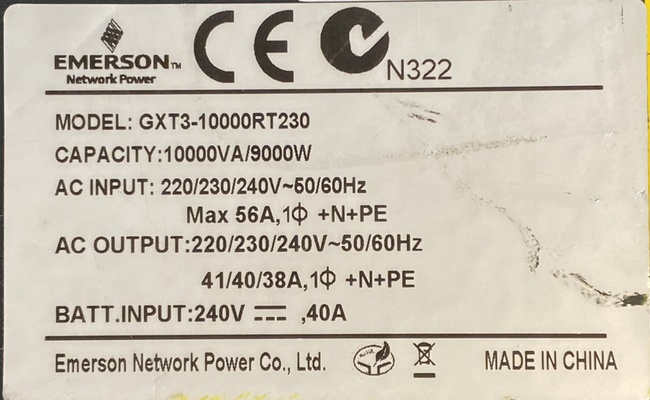 EMERSON™
Network Power
CE
N322
MODEL: GXT3-10000RT230
CAPACITY:10000VA/9000W
AC INPUT: 220/230/240V~50/60Hz
Max 56A,1Φ +N+PE
AC OUTPUT:220/230/240V~50/60Hz
41/40/38A,1Φ +N+PE
BATT.INPUT:240V ⎓ ,40A
Emerson Network Power Co., Ltd.
MADE IN CHINA